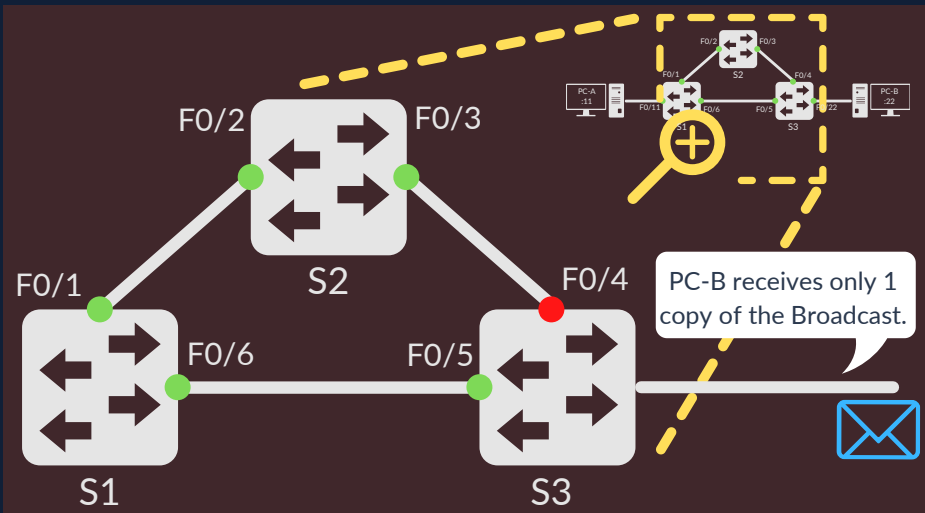 F0/2
F0/3
S2
F0/1
F0/4
PC-A
:11
F0/11
F0/6
F0/5
F0/22
PC-B
:22
S1
S3
F0/2
F0/3
S2
F0/1
F0/4
PC-B receives only 1
copy of the Broadcast.
F0/6
F0/5
S1
S3